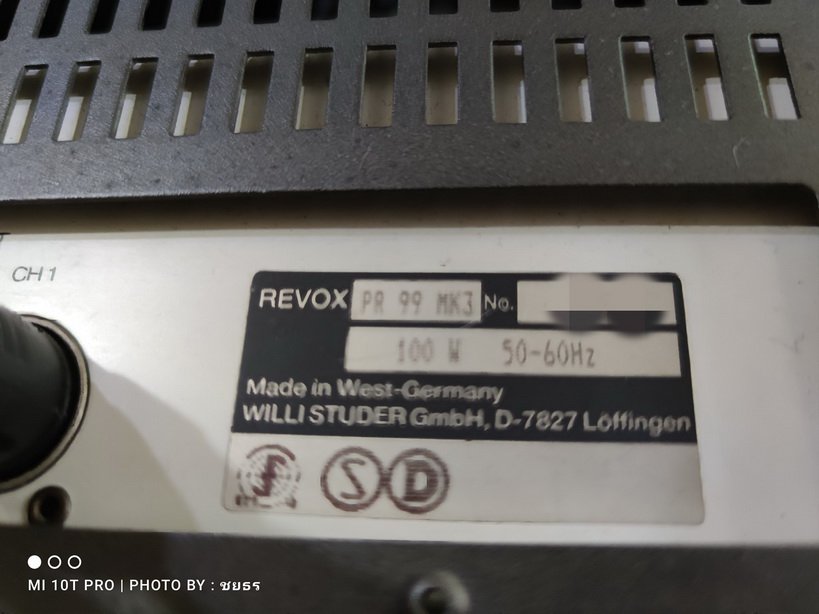 CH 1
REVOX PR 99 MK3 No.
100 W 50-60Hz
Made in West-Germany
WILLI STUDER GmbH, D-7827 Löffingen
S D
MI 10T PRO | PHOTO BY : ชยธร